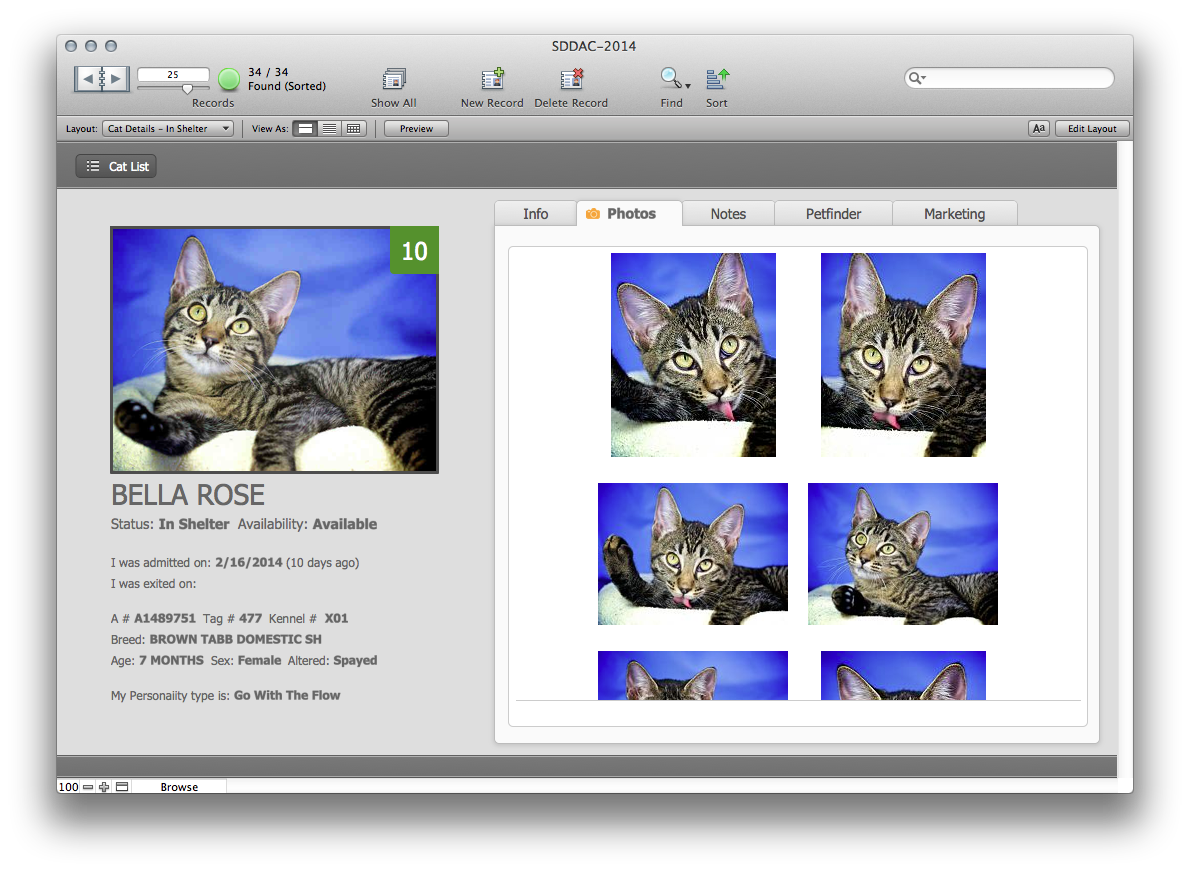 SDDAC-2014
25
34 / 34
Found (Sorted)
Records
Show All
New Record
Delete Record
Find
Sort
Layout:
Cat Details – In Shelter
View As:
Preview
Aa
Edit Layout
Cat List
10
BELLA ROSE
Status: In Shelter Availability: Available
I was admitted on: 2/16/2014 (10 days ago)
I was exited on:
A # A1489751 Tag # 477 Kennel # X01
Breed: BROWN TABB DOMESTIC SH
Age: 7 MONTHS Sex: Female Altered: Spayed
My Personality type is: Go With The Flow
Info
Photos
Notes
Petfinder
Marketing
100
Browse